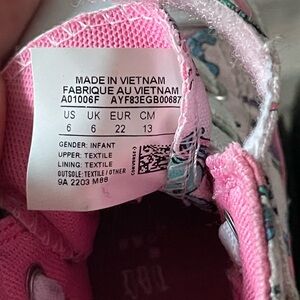 MADE IN VIETNAM
FABRIQUE AU VIETNAM
A01006F AYF83EGB00687
US UK EUR CM
6 6 22 13
GENDER: INFANT
UPPER: TEXTILE
LINING: TEXTILE
OUTSOLE: TEXTILE / OTHER
9A 2203 M88